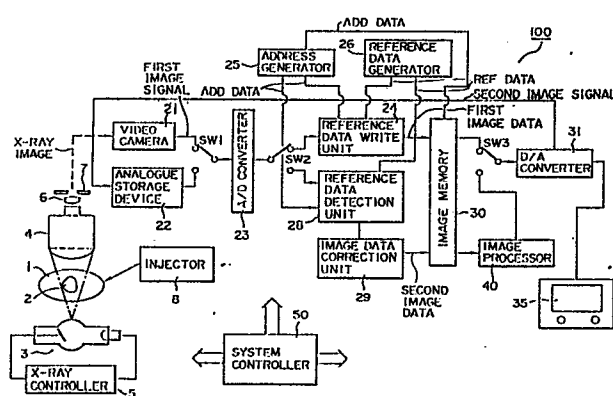 ADD DATA
100
25
ADDRESS
GENERATOR
26
REFERENCE
DATA
GENERATOR
FIRST
IMAGE
SIGNAL
ADD DATA
REF DATA
SECOND IMAGE SIGNAL
FIRST
IMAGE DATA
21
VIDEO
CAMERA
SW1
A/D CONVERTER
23
SW2
24
REFERENCE
DATA WRITE
UNIT
IMAGE MEMORY
30
SW3
31
D/A
CONVERTER
X-RAY
IMAGE
7
6
ANALOGUE
STORAGE
DEVICE
22
REFERENCE
DATA
DETECTION
UNIT
28
4
1
2
INJECTOR
8
IMAGE DATA
CORRECTION
UNIT
29
SECOND
IMAGE DATA
IMAGE
PROCESSOR
40
35
3
X-RAY
CONTROLLER
5
50
SYSTEM
CONTROLLER